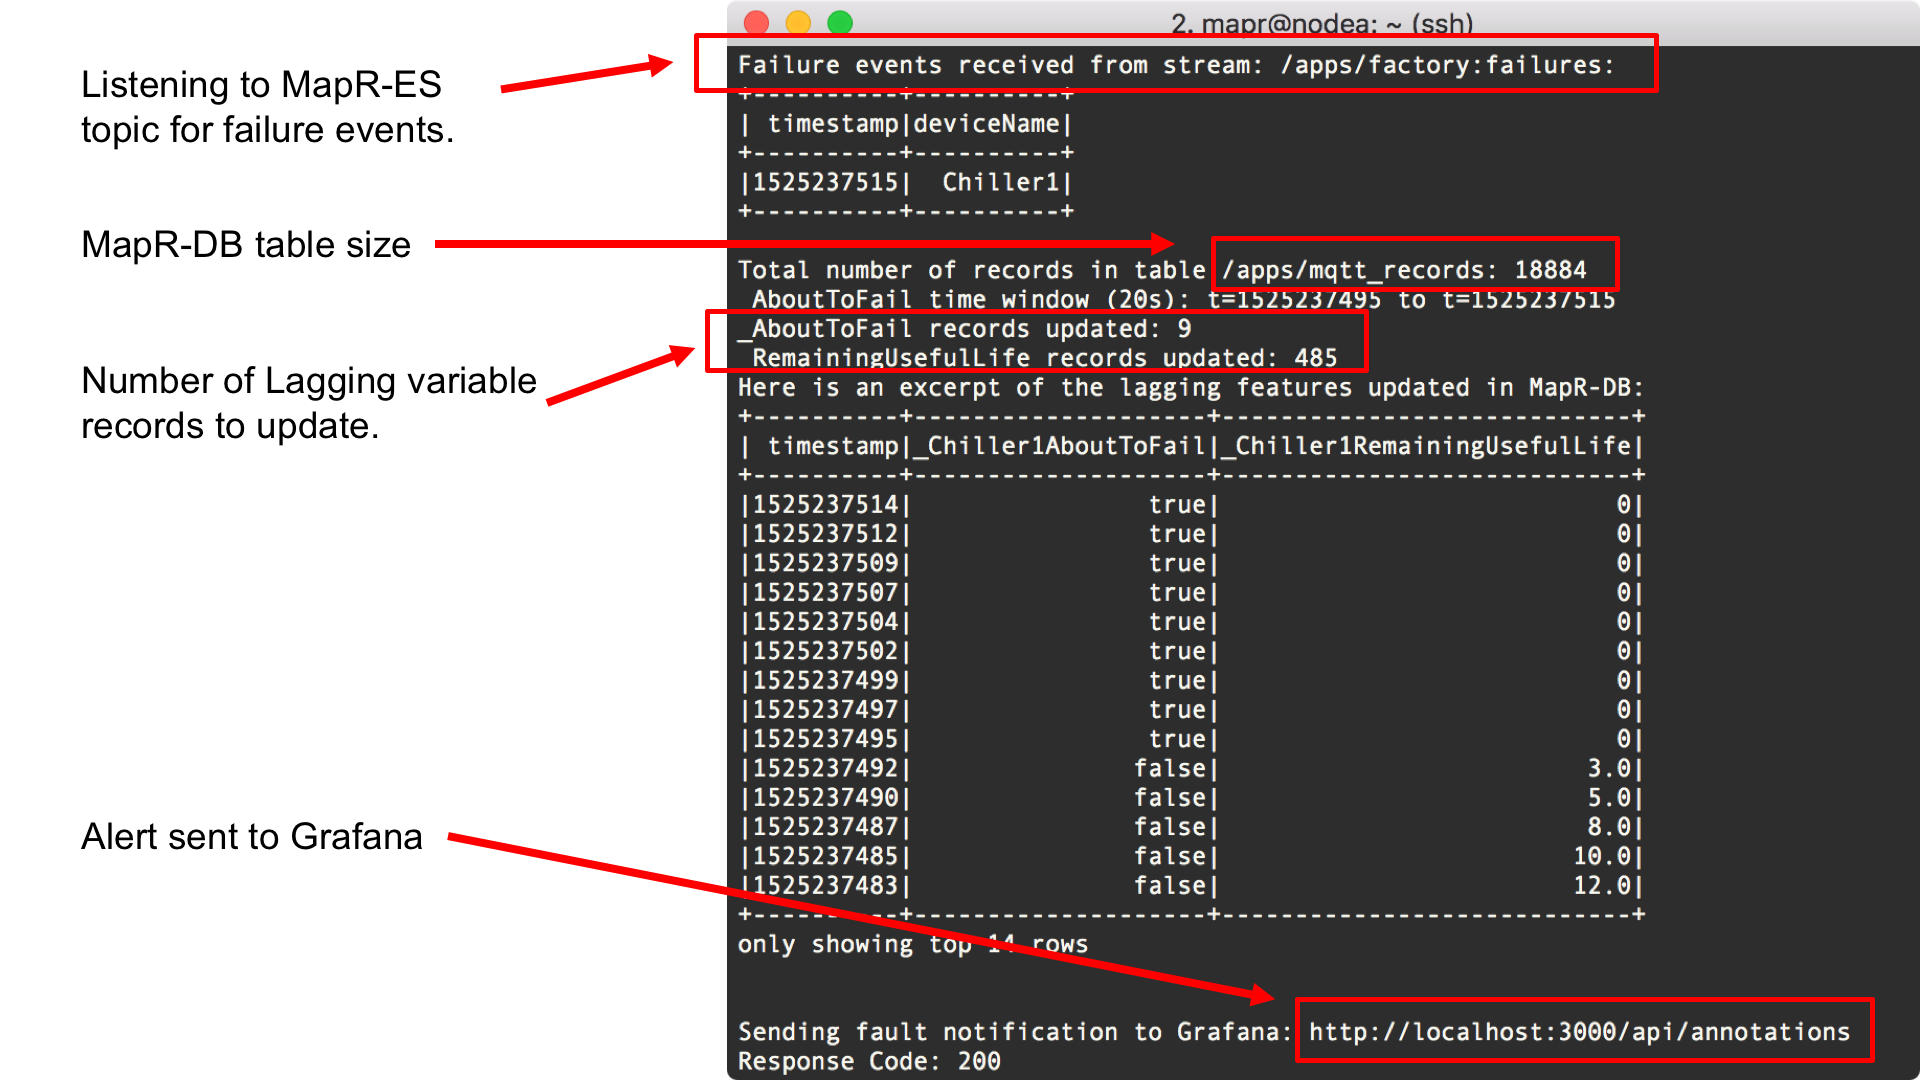 2. mapr@nodea: ~ (ssh)
Listening to MapR-ES
topic for failure events.
MapR-DB table size
Number of Lagging variable
records to update.
Alert sent to Grafana
Failure events received from stream: /apps/factory:failures:
+----------+----------+
| timestamp|deviceName|
+----------+----------+
|1525237515|  Chiller1|
+----------+----------+
Total number of records in table /apps/mqtt_records: 18884
_AboutToFail time window (20s): t=1525237495 to t=1525237515
_AboutToFail records updated: 9
_RemainingUsefulLife records updated: 485
Here is an excerpt of the lagging features updated in MapR-DB:
+----------+--------------------+----------------------------+
| timestamp|_Chiller1AboutToFail|_Chiller1RemainingUsefulLife|
+----------+--------------------+----------------------------+
|1525237514|                true|                           0|
|1525237512|                true|                           0|
|1525237509|                true|                           0|
|1525237507|                true|                           0|
|1525237504|                true|                           0|
|1525237502|                true|                           0|
|1525237499|                true|                           0|
|1525237497|                true|                           0|
|1525237495|                true|                           0|
|1525237492|               false|                         3.0|
|1525237490|               false|                         5.0|
|1525237487|               false|                         8.0|
|1525237485|               false|                        10.0|
|1525237483|               false|                        12.0|
+----------+--------------------+----------------------------+
only showing top 14 rows
Sending fault notification to Grafana: http://localhost:3000/api/annotations
Response Code: 200